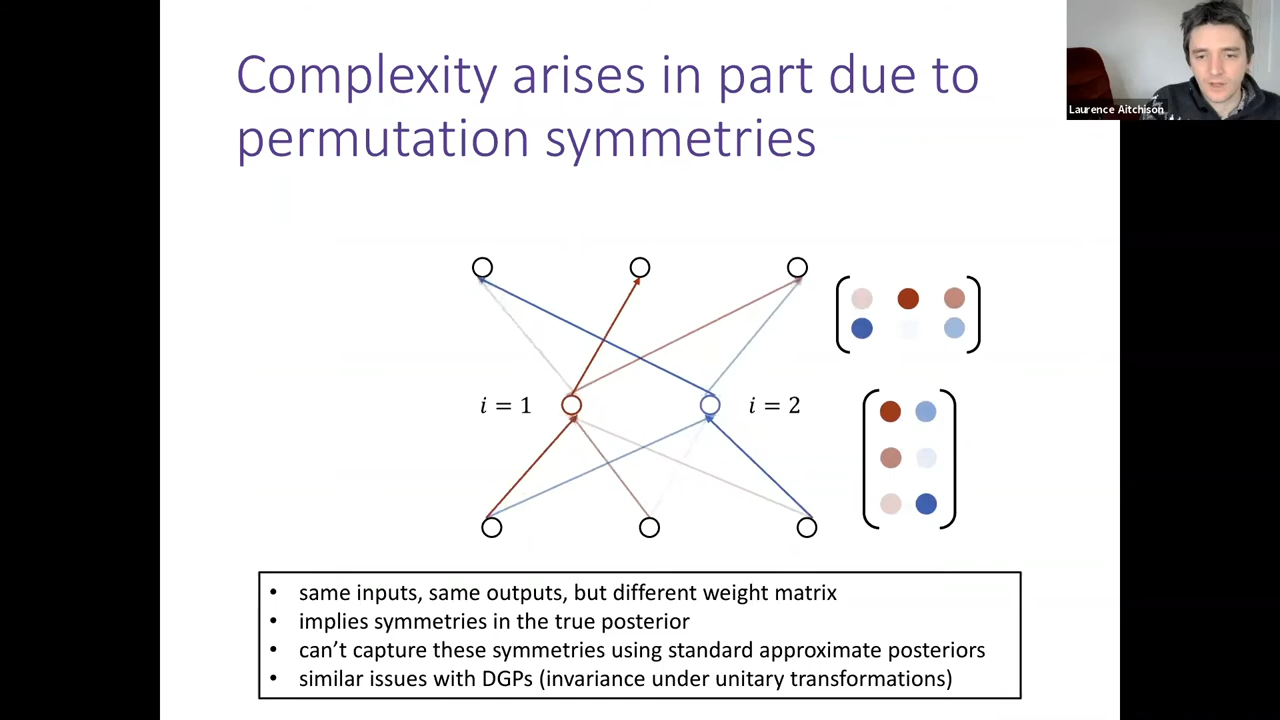 Complexity arises in part due to
permutation symmetries
Laurence Aitchison
i = 1
i = 2
• same inputs, same outputs, but different weight matrix
• implies symmetries in the true posterior
• can’t capture these symmetries using standard approximate posteriors
• similar issues with DGPs (invariance under unitary transformations)